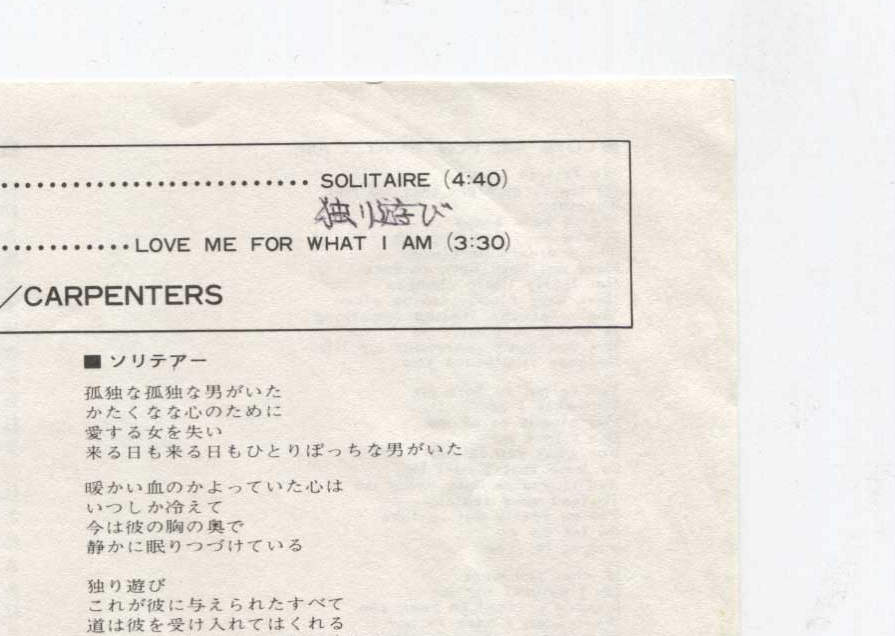 SOLITAIRE (4:40)
独り遊び
LOVE ME FOR WHAT I AM (3:30)
/CARPENTERS
■ ソリテアー
孤独な孤独な男がいた
かたくなな心のために
愛する女を失い
来る日も来る日もひとりぽっちな男がいた
暖かい血のかよっていた心は
いつしか冷えて
今は彼の胸の奥で
静かに眠りつづけている
独り遊び
これが彼に与えられたすべて
道は彼を受け入れてはくれる